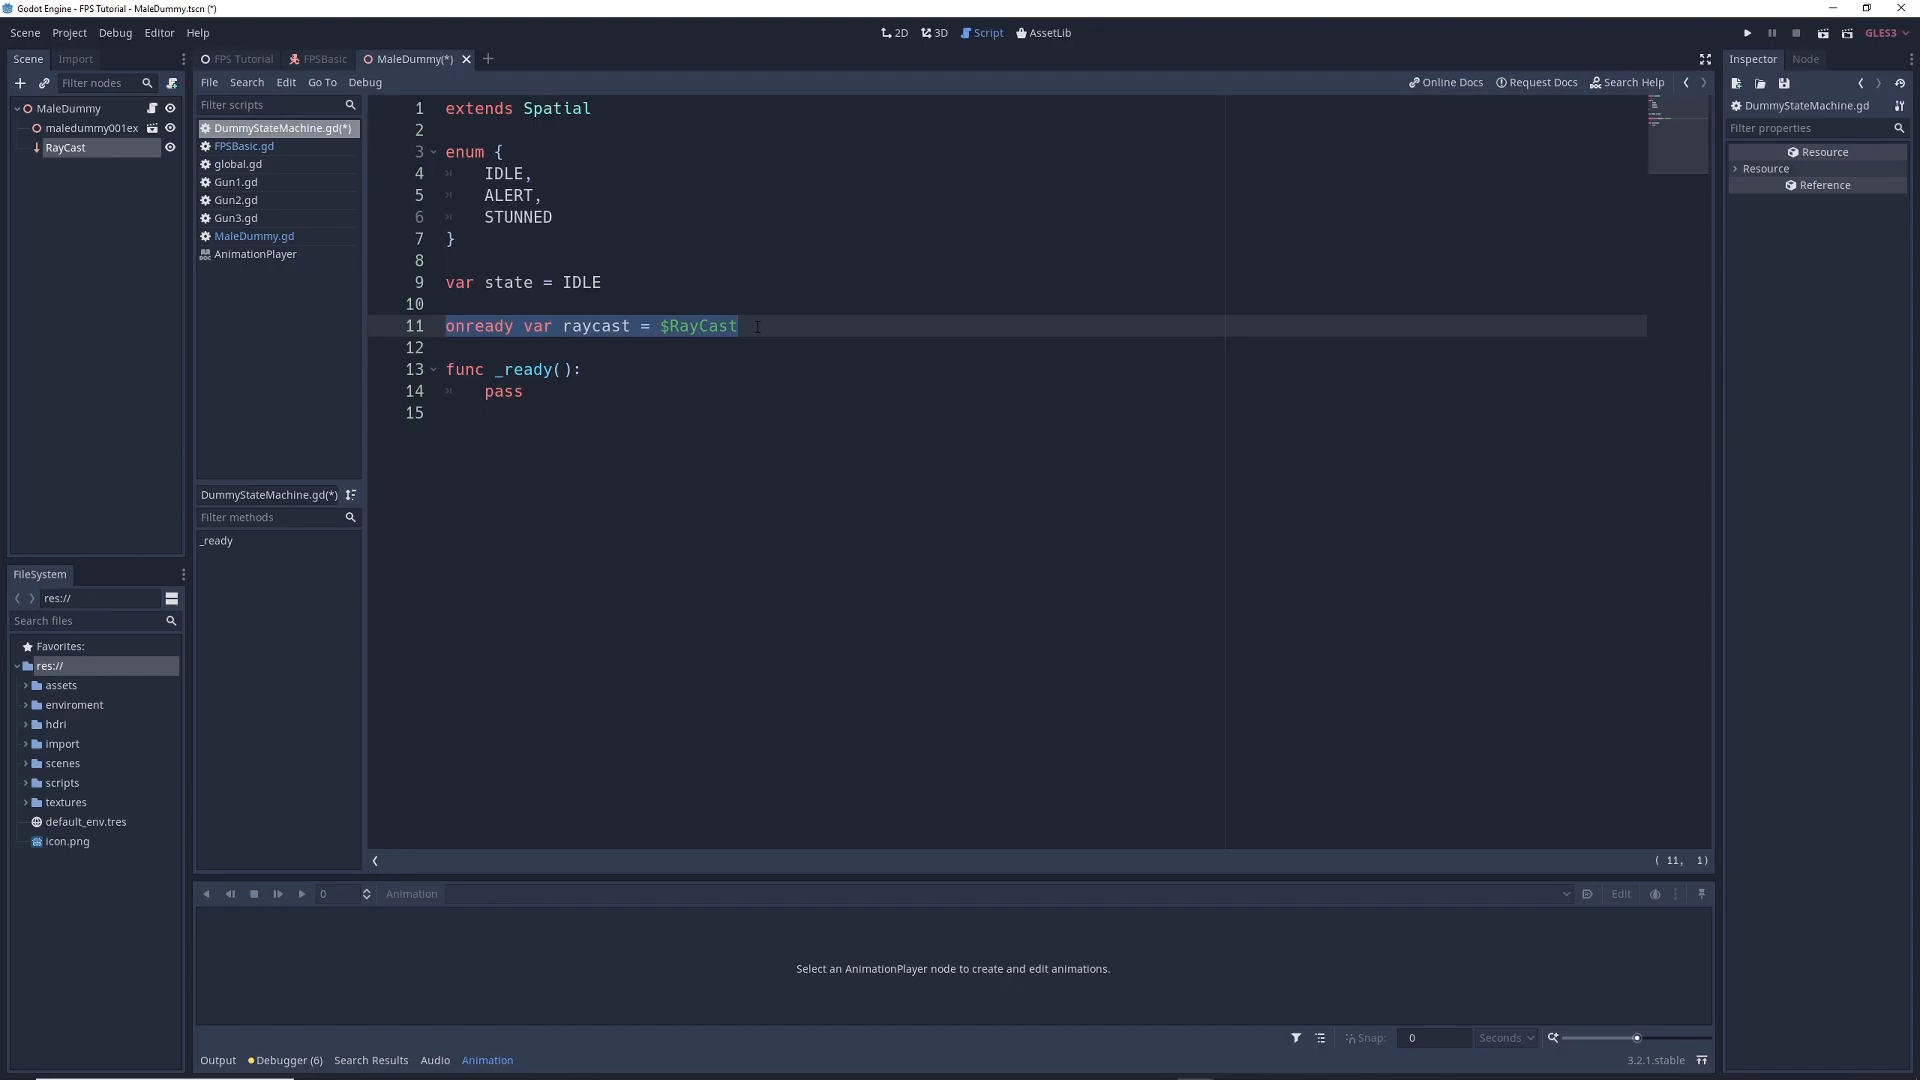 Godot Engine - FPS Tutorial - MaleDummy.tscn (*)
Scene Project Debug Editor Help
2D 3D Script AssetLib
GLES3
Scene Import
FPS Tutorial FPSBasic MaleDummy(*)
Inspector Node
Filter nodes
File Search Edit Go To Debug
Online Docs Request Docs Search Help
MaleDummy
maledummy001ex
RayCast
Filter scripts
DummyStateMachine.gd(*)
FPSBasic.gd
global.gd
Gun1.gd
Gun2.gd
Gun3.gd
MaleDummy.gd
AnimationPlayer
DummyStateMachine.gd(*)
Filter methods
_ready
1 extends Spatial
2
3 enum {
4 IDLE,
5 ALERT,
6 STUNNED
7 }
8
9 var state = IDLE
10
11 onready var raycast = $RayCast
12
13 func _ready():
14 pass
15
( 11, 1)
DummyStateMachine.gd
Filter properties
Resource
Resource
Reference
FileSystem
res://
Search files
Favorites:
res://
assets
enviroment
hdri
import
scenes
scripts
textures
default_env.tres
icon.png
0 Animation Edit
Select an AnimationPlayer node to create and edit animations.
Snap: 0 Seconds
Output Debugger (6) Search Results Audio Animation
3.2.1.stable